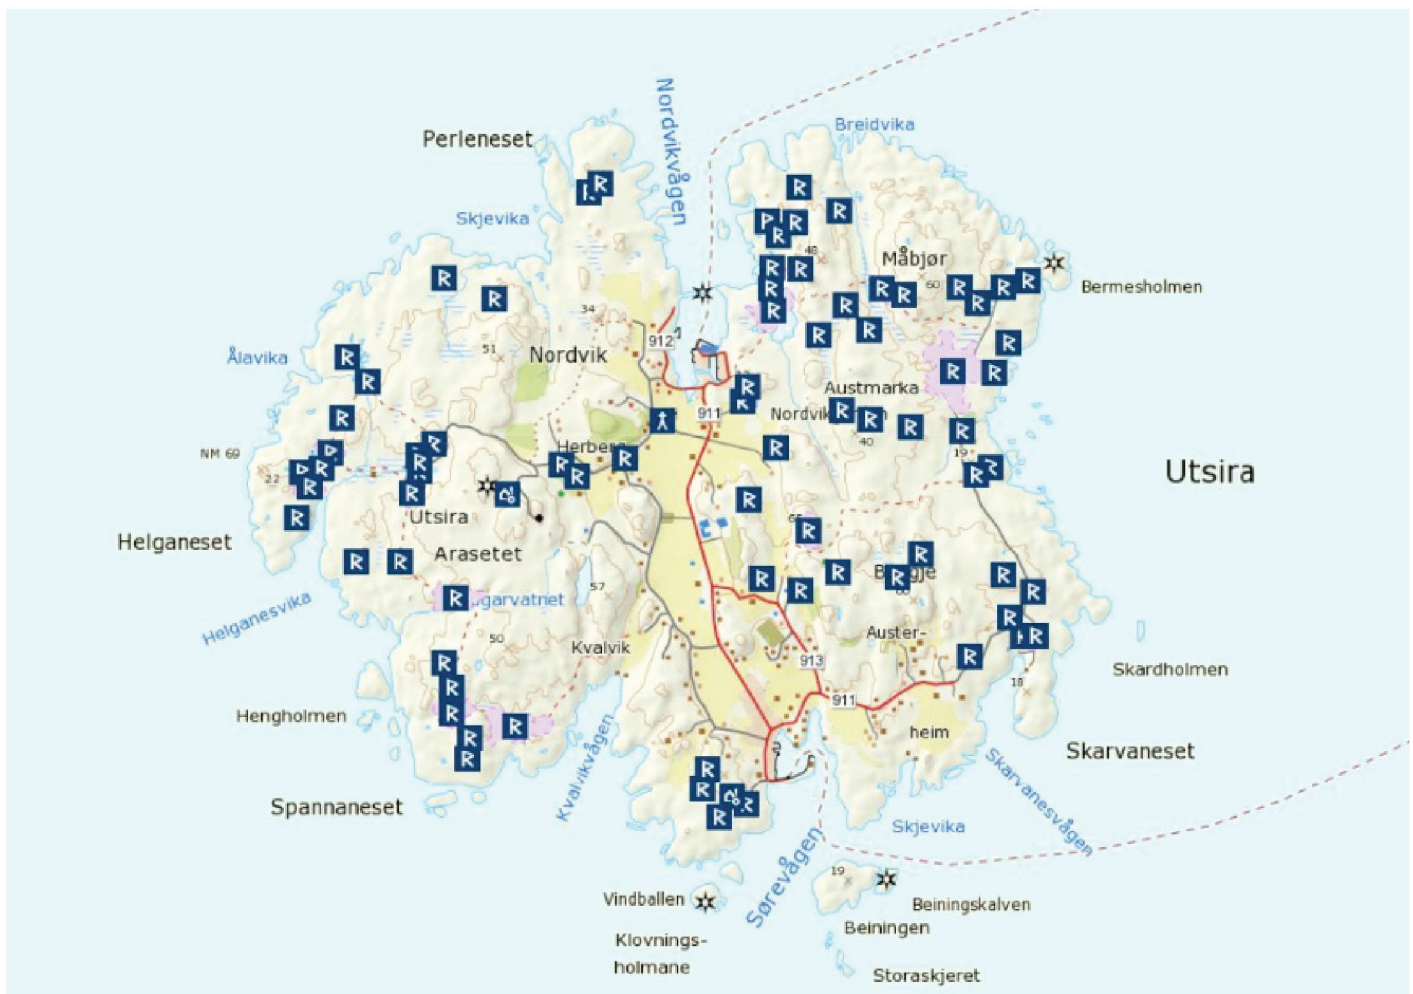 Nordvikvågen
Breidvika
Perleneset
Skjevika
48
Måbjør
60
Bermesholmen
34
912
51
Nordvik
Ålavika
Austmarka
911
40
NM 69
22
19
Utsira
Utsira
Helganeset
Arasetet
57
Helganesvika
50
Kvalvik
Auster-
913
18
Skardholmen
911
Hengholmen
heim
Skarvaneset
Kvalvikvågen
Skarvanesvågen
Spannaneset
Skjevika
Sørevågen
19
Vindballen
Beiningskalven
Beiningen
Klovnings-
holmane
Storaskjeret